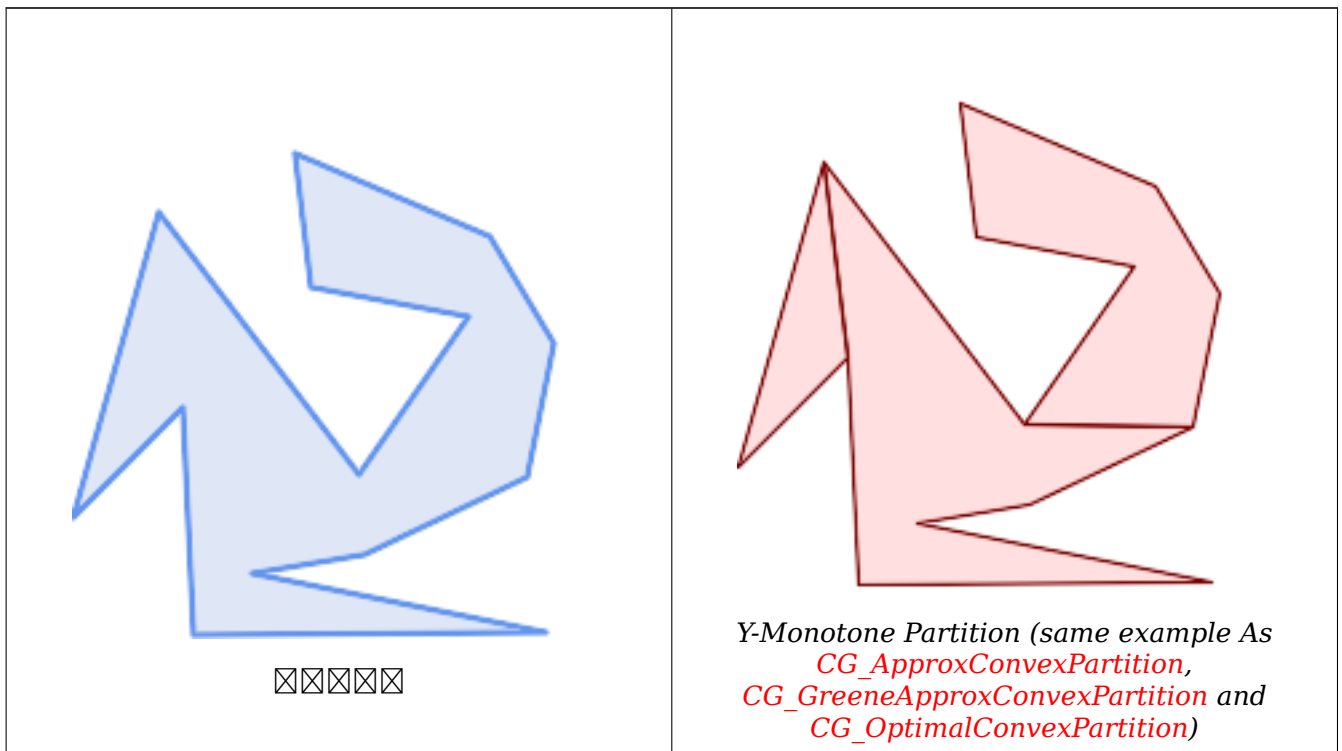 Y-Monotone Partition (same example As
CG_ApproxConvexPartition,
CG_GreeneApproxConvexPartition and
CG_OptimalConvexPartition)